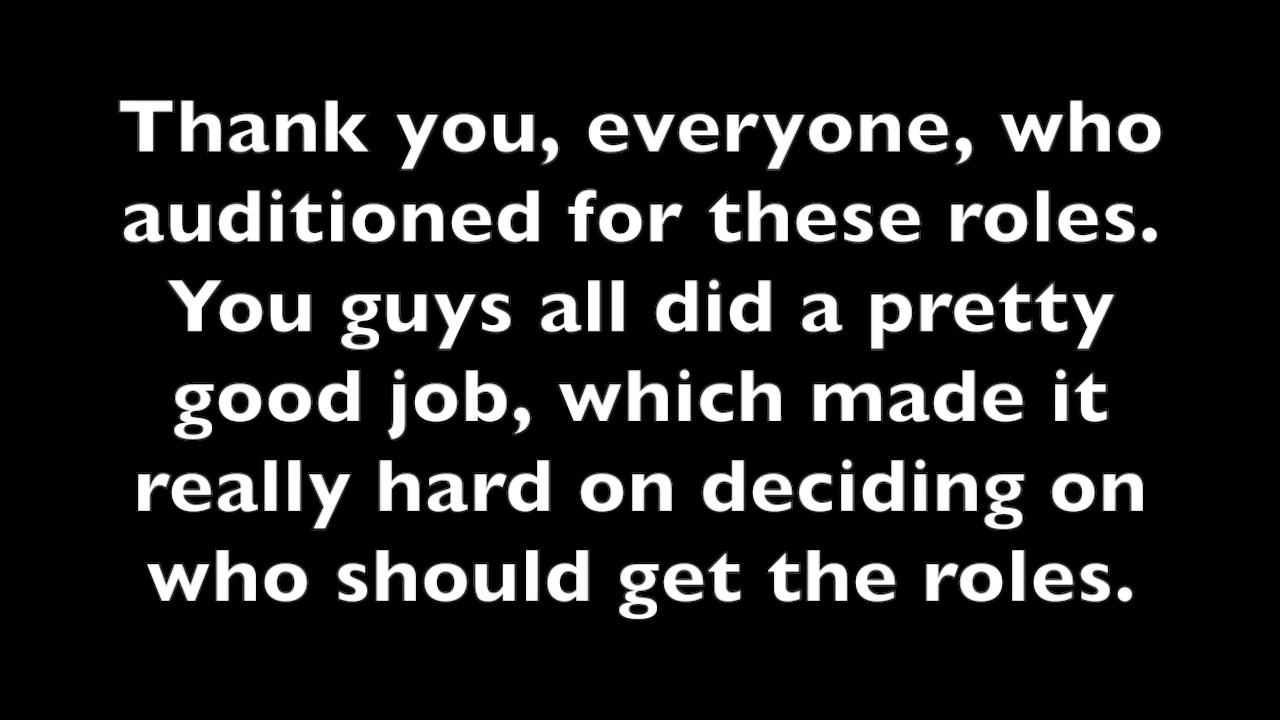 Thank you, everyone, who
auditioned for these roles.
You guys all did a pretty
good job, which made it
really hard on deciding on
who should get the roles.